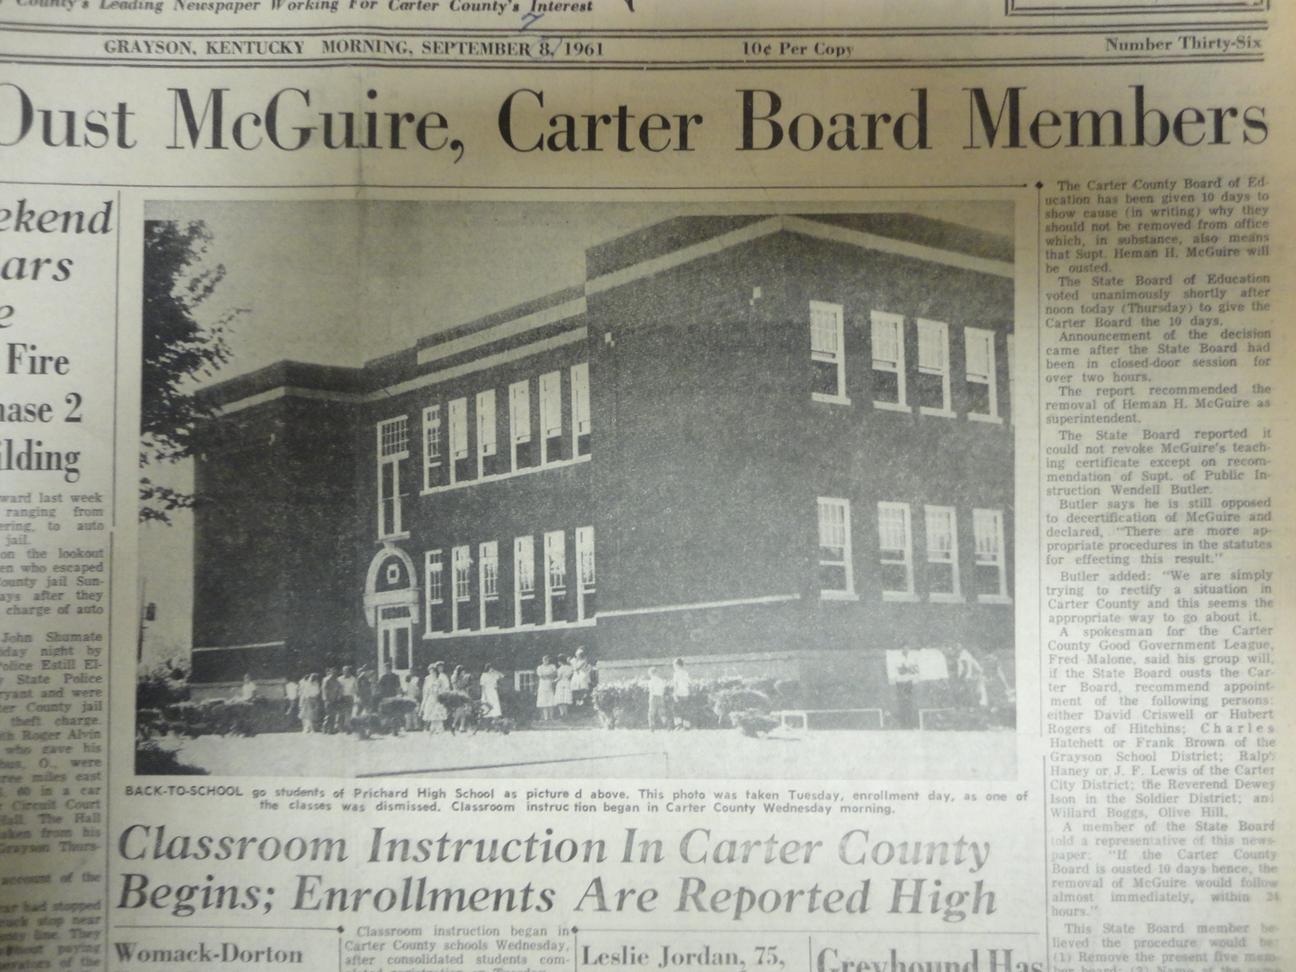 County's Leading Newspaper Working For Carter County's Interest
7
GRAYSON, KENTUCKY MORNING, SEPTEMBER 8, 1961
10¢ Per Copy
Number Thirty-Six
Oust McGuire, Carter Board Members
ekend
ars
e
Fire
hase 2
ilding
ward last week
ranging from
ering, to auto
jail.
on the lookout
en who escaped
ounty jail Sun-
ays after they
charge of auto
John Shumate
day night by
Police Estill El-
State Police
ryant and were
ter County jail
theft charge.
ith Roger Alvin
who gave his
bus, O., were
ree miles east
60 in a car
Circuit Court
Hall. The Hall
taken from his
Grayson Thurs-
account of the
car had stopped
truck stop near
They
without paying
of the
BACK-TO-SCHOOL go students of Prichard High School as picture d above. This photo was taken Tuesday, enrollment day, as one of
the classes was dismissed. Classroom instruc tion began in Carter County Wednesday morning.
Classroom Instruction In Carter County
Begins; Enrollments Are Reported High
Womack-Dorton
Classroom instruction began in
Carter County schools Wednesday,
after consolidated students com-
Leslie Jordan, 75,
Greyhound Has
The Carter County Board of Ed-
ucation has been given 10 days to
show cause (in writing) why they
should not be removed from office
which, in substance, also means
that Supt. Heman H. McGuire will
be ousted.
The State Board of Education
voted unanimously shortly after
noon today (Thursday) to give the
Carter Board the 10 days.
Announcement of the decision
came after the State Board had
been in closed-door session for
over two hours.
The report recommended the
removal of Heman H. McGuire as
superintendent.
The State Board reported it
could not revoke McGuire's teach-
ing certificate except on recom-
mendation of Supt. of Public In-
struction Wendell Butler.
Butler says he is still opposed
to decertification of McGuire and
declared, "There are more ap-
propriate procedures in the statutes
for effecting this result."
Butler added: "We are simply
trying to rectify a situation in
Carter County and this seems the
appropriate way to go about it.
A spokesman for the Carter
County Good Government League,
Fred Malone, said his group will,
if the State Board ousts the Car-
ter Board, recommend appoint-
ment of the following persons:
either David Criswell or Hubert
Rogers of Hitchins; Charles
Hatchett or Frank Brown of the
Grayson School District; Ralph
Haney or J. F. Lewis of the Carter
City District; the Reverend Dewey
Ison in the Soldier District; and
Willard Boggs, Olive Hill.
A member of the State Board
told a representative of this news-
paper: "If the Carter County
Board is ousted 10 days hence, the
removal of McGuire would follow
almost immediately, within 24
hours."
This State Board member be-
lieved the procedure would be:
(1) Remove the present five mem-